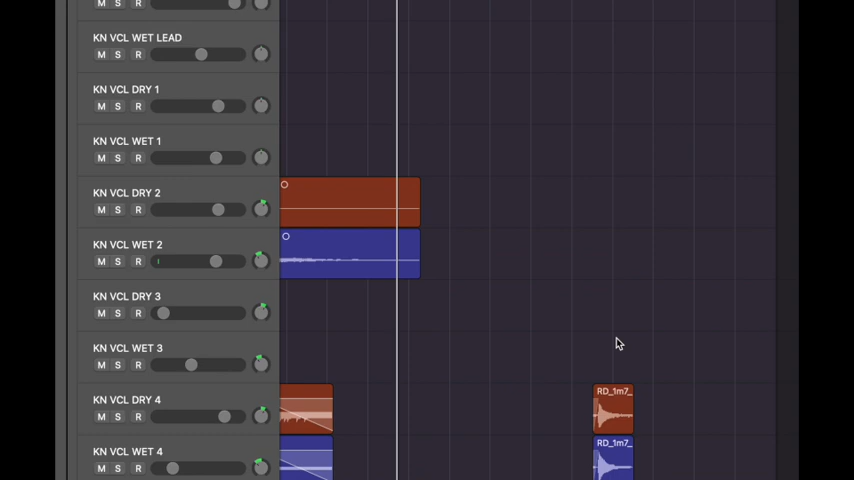 M S R
KN VCL WET LEAD
M S R
KN VCL DRY 1
M S R
KN VCL WET 1
M S R
KN VCL DRY 2
M S R
KN VCL WET 2
M S R
KN VCL DRY 3
M S R
KN VCL WET 3
M S R
KN VCL DRY 4
RD_1m7_
M S R
KN VCL WET 4
RD_1m7_
M S R